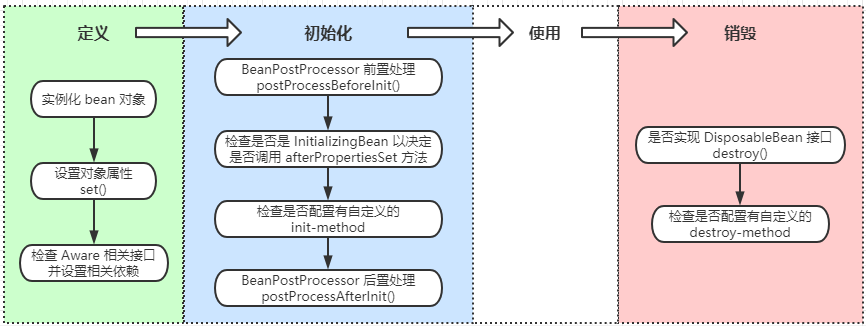 定义
初始化
使用
销毁
实例化 bean 对象
设置对象属性
set()
检查 Aware 相关接口
并设置相关依赖
BeanPostProcessor 前置处理
postProcessBeforeInit()
检查是否是 InitializingBean 以决定
是否调用 afterPropertiesSet 方法
检查是否配置有自定义的
init-method
BeanPostProcessor 后置处理
postProcessAfterInit()
是否实现 DisposableBean 接口
destroy()
检查是否配置有自定义的
destroy-method